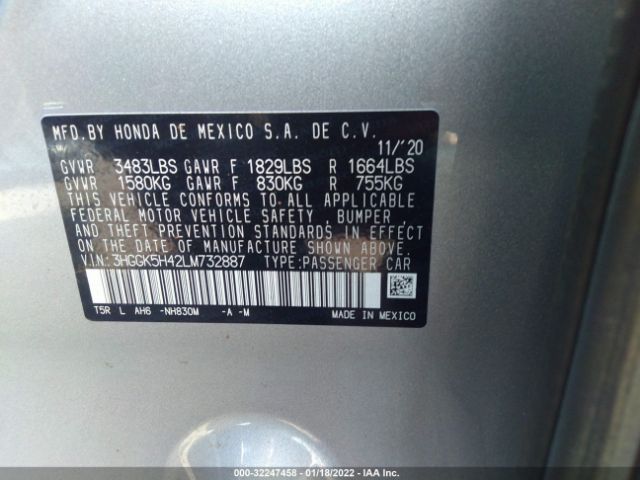 MFD.BY HONDA DE MEXICO S.A. DE C.V.
11/'20
GVWR 3483LBS GAWR F 1829LBS R 1664LBS
GVWR 1580KG GAWR F 830KG R 755KG
THIS VEHICLE CONFORMS TO ALL APPLICABLE
FEDERAL MOTOR VEHICLE SAFETY, BUMPER,
AND THEFT PREVENTION STANDARDS IN EFFECT
ON THE DATE OF MANUFACTURE SHOWN ABOVE.
V.I.N:3HGGK5H42LM732887 TYPE:PASSENGER CAR
T5R L AH6 -NH830M -A -M
MADE IN MEXICO
000-32247458 - 01/18/2022 - IAA Inc.